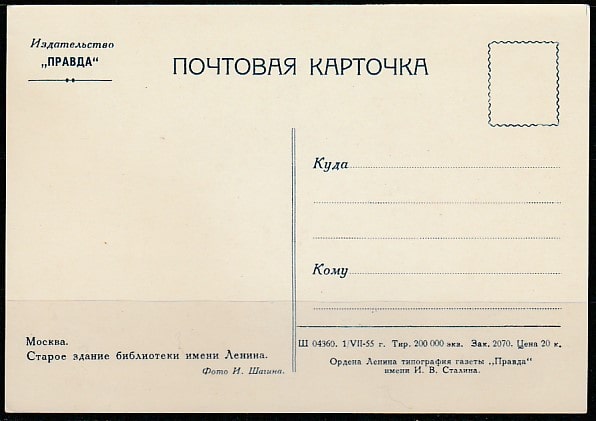 Издательство
„ПРАВДА“
ПОЧТОВАЯ КАРТОЧКА
Куда
Кому
Москва.
Старое здание библиотеки имени Ленина.
Фото И. Шагина.
Ш 04360. 1/VII-55 г. Тир. 200 000 экз. Зак. 2070. Цена 20 к.
Ордена Ленина типография газеты „Правда“
имени И. В. Сталина.